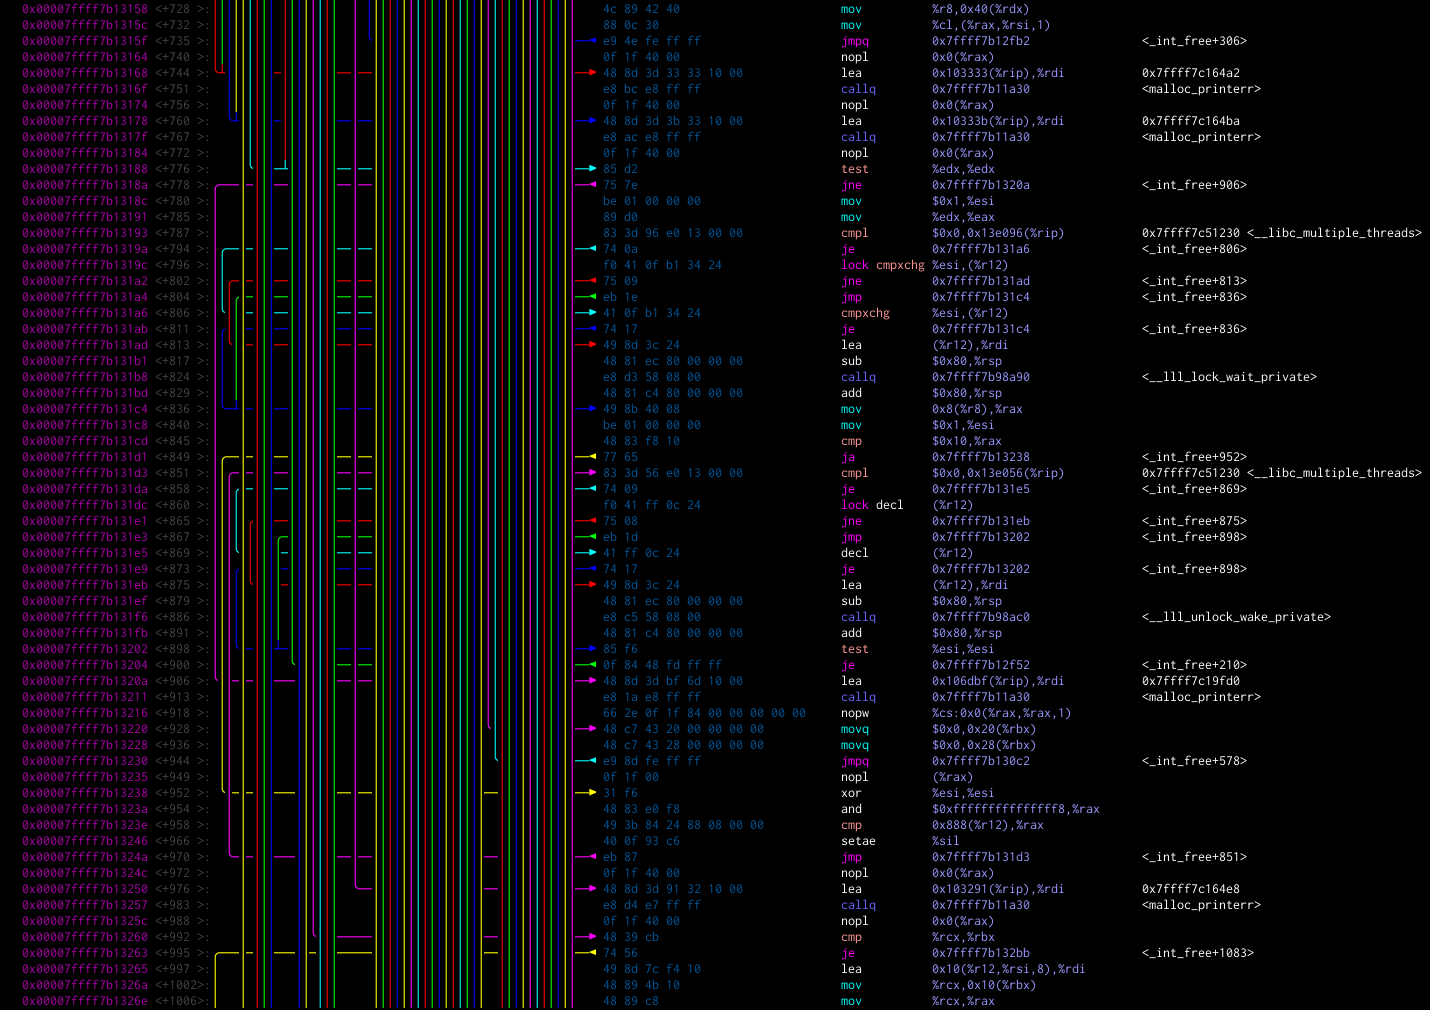 0x00007ffff7b13158 <+728 >: 4c 89 42 40 mov %r8,0x40(%rdx)
0x00007ffff7b1315c <+732 >: 88 0c 30 mov %cl,(%rax,%rsi,1)
0x00007ffff7b1315f <+735 >: e9 4e fe ff ff jmpq 0x7ffff7b12fb2 <_int_free+306>
0x00007ffff7b13164 <+740 >: 0f 1f 40 00 nopl 0x0(%rax)
0x00007ffff7b13168 <+744 >: 48 8d 3d 33 33 10 00 lea 0x103333(%rip),%rdi 0x7ffff7c164a2
0x00007ffff7b1316f <+751 >: e8 bc e8 ff ff callq 0x7ffff7b11a30 <malloc_printerr>
0x00007ffff7b13174 <+756 >: 0f 1f 40 00 nopl 0x0(%rax)
0x00007ffff7b13178 <+760 >: 48 8d 3d 3b 33 10 00 lea 0x10333b(%rip),%rdi 0x7ffff7c164ba
0x00007ffff7b1317f <+767 >: e8 ac e8 ff ff callq 0x7ffff7b11a30 <malloc_printerr>
0x00007ffff7b13184 <+772 >: 0f 1f 40 00 nopl 0x0(%rax)
0x00007ffff7b13188 <+776 >: 85 d2 test %edx,%edx
0x00007ffff7b1318a <+778 >: 75 7e jne 0x7ffff7b1320a <_int_free+906>
0x00007ffff7b1318c <+780 >: be 01 00 00 00 mov $0x1,%esi
0x00007ffff7b13191 <+785 >: 89 d0 mov %edx,%eax
0x00007ffff7b13193 <+787 >: 83 3d 96 e0 13 00 00 cmpl $0x0,0x13e096(%rip) 0x7ffff7c51230 <__libc_multiple_threads>
0x00007ffff7b1319a <+794 >: 74 0a je 0x7ffff7b131a6 <_int_free+806>
0x00007ffff7b1319c <+796 >: f0 41 0f b1 34 24 lock cmpxchg %esi,(%r12)
0x00007ffff7b131a2 <+802 >: 75 09 jne 0x7ffff7b131ad <_int_free+813>
0x00007ffff7b131a4 <+804 >: eb 1e jmp 0x7ffff7b131c4 <_int_free+836>
0x00007ffff7b131a6 <+806 >: 41 0f b1 34 24 cmpxchg %esi,(%r12)
0x00007ffff7b131ab <+811 >: 74 17 je 0x7ffff7b131c4 <_int_free+836>
0x00007ffff7b131ad <+813 >: 49 8d 3c 24 lea (%r12),%rdi
0x00007ffff7b131b1 <+817 >: 48 81 ec 80 00 00 00 sub $0x80,%rsp
0x00007ffff7b131b8 <+824 >: e8 d3 58 08 00 callq 0x7ffff7b98a90 <__lll_lock_wait_private>
0x00007ffff7b131bd <+829 >: 48 81 c4 80 00 00 00 add $0x80,%rsp
0x00007ffff7b131c4 <+836 >: 49 8b 40 08 mov 0x8(%r8),%rax
0x00007ffff7b131c8 <+840 >: be 01 00 00 00 mov $0x1,%esi
0x00007ffff7b131cd <+845 >: 48 83 f8 10 cmp $0x10,%rax
0x00007ffff7b131d1 <+849 >: 77 65 ja 0x7ffff7b13238 <_int_free+952>
0x00007ffff7b131d3 <+851 >: 83 3d 56 e0 13 00 00 cmpl $0x0,0x13e056(%rip) 0x7ffff7c51230 <__libc_multiple_threads>
0x00007ffff7b131da <+858 >: 74 09 je 0x7ffff7b131e5 <_int_free+869>
0x00007ffff7b131dc <+860 >: f0 41 ff 0c 24 lock decl (%r12)
0x00007ffff7b131e1 <+865 >: 75 08 jne 0x7ffff7b131eb <_int_free+875>
0x00007ffff7b131e3 <+867 >: eb 1d jmp 0x7ffff7b13202 <_int_free+898>
0x00007ffff7b131e5 <+869 >: 41 ff 0c 24 decl (%r12)
0x00007ffff7b131e9 <+873 >: 74 17 je 0x7ffff7b13202 <_int_free+898>
0x00007ffff7b131eb <+875 >: 49 8d 3c 24 lea (%r12),%rdi
0x00007ffff7b131ef <+879 >: 48 81 ec 80 00 00 00 sub $0x80,%rsp
0x00007ffff7b131f6 <+886 >: e8 c5 58 08 00 callq 0x7ffff7b98ac0 <__lll_unlock_wake_private>
0x00007ffff7b131fb <+891 >: 48 81 c4 80 00 00 00 add $0x80,%rsp
0x00007ffff7b13202 <+898 >: 85 f6 test %esi,%esi
0x00007ffff7b13204 <+900 >: 0f 84 48 fd ff ff je 0x7ffff7b12f52 <_int_free+210>
0x00007ffff7b1320a <+906 >: 48 8d 3d bf 6d 10 00 lea 0x106dbf(%rip),%rdi 0x7ffff7c19fd0
0x00007ffff7b13211 <+913 >: e8 1a e8 ff ff callq 0x7ffff7b11a30 <malloc_printerr>
0x00007ffff7b13216 <+918 >: 66 2e 0f 1f 84 00 00 00 00 00 nopw %cs:0x0(%rax,%rax,1)
0x00007ffff7b13220 <+928 >: 48 c7 43 20 00 00 00 00 movq $0x0,0x20(%rbx)
0x00007ffff7b13228 <+936 >: 48 c7 43 28 00 00 00 00 movq $0x0,0x28(%rbx)
0x00007ffff7b13230 <+944 >: e9 8d fe ff ff jmpq 0x7ffff7b130c2 <_int_free+578>
0x00007ffff7b13235 <+949 >: 0f 1f 00 nopl (%rax)
0x00007ffff7b13238 <+952 >: 31 f6 xor %esi,%esi
0x00007ffff7b1323a <+954 >: 48 83 e0 f8 and $0xfffffffffffffff8,%rax
0x00007ffff7b1323e <+958 >: 49 3b 84 24 88 08 00 00 cmp 0x888(%r12),%rax
0x00007ffff7b13246 <+966 >: 40 0f 93 c6 setae %sil
0x00007ffff7b1324a <+970 >: eb 87 jmp 0x7ffff7b131d3 <_int_free+851>
0x00007ffff7b1324c <+972 >: 0f 1f 40 00 nopl 0x0(%rax)
0x00007ffff7b13250 <+976 >: 48 8d 3d 91 32 10 00 lea 0x103291(%rip),%rdi 0x7ffff7c164e8
0x00007ffff7b13257 <+983 >: e8 d4 e7 ff ff callq 0x7ffff7b11a30 <malloc_printerr>
0x00007ffff7b1325c <+988 >: 0f 1f 40 00 nopl 0x0(%rax)
0x00007ffff7b13260 <+992 >: 48 39 cb cmp %rcx,%rbx
0x00007ffff7b13263 <+995 >: 74 56 je 0x7ffff7b132bb <_int_free+1083>
0x00007ffff7b13265 <+997 >: 49 8d 7c f4 10 lea 0x10(%r12,%rsi,8),%rdi
0x00007ffff7b1326a <+1002>: 48 89 4b 10 mov %rcx,0x10(%rbx)
0x00007ffff7b1326e <+1006>: 48 89 c8 mov %rcx,%rax